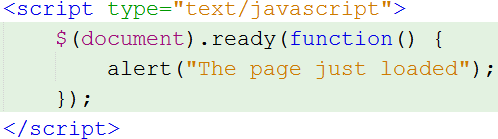 <script type="text/javascript">
    $(document).ready(function() {
        alert("The page just loaded");
    });
</script>